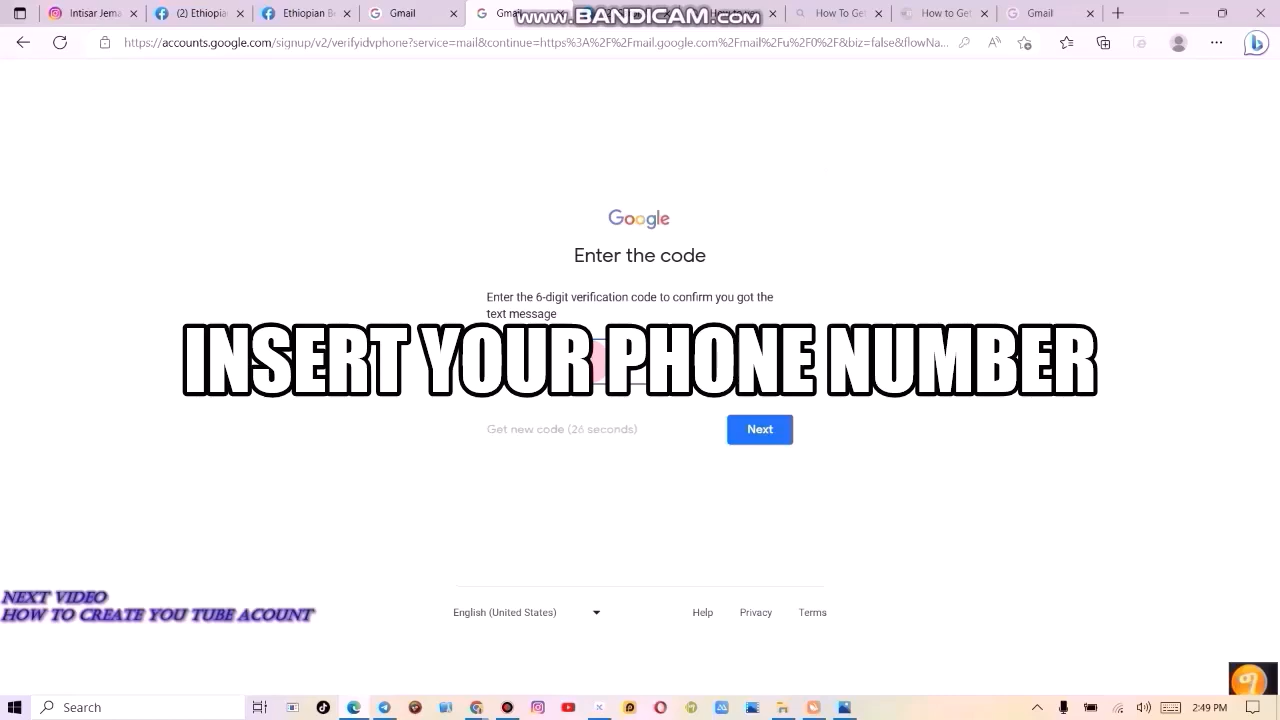 Intisar Jema
(2) Ethiopia
Ethiopian B
Gmail
Gmai
www.BANDICAM.com
How To C
How to Get
Gmail
https://accounts.google.com/signup/v2/verifyidvphone?service=mail&continue=https%3A%2F%2Fmail.google.com%2Fmail%2Fu%2F0%2F&biz=false&flowNa...
Google
Enter the code
Enter the 6-digit verification code to confirm you got the
text message
INSERT YOUR PHONE NUMBER
Get new code (26 seconds)
Next
NEXT VIDEO
HOW TO CREATE YOU TUBE ACOUNT
English (United States)
Help
Privacy
Terms
Search
2:49 PM